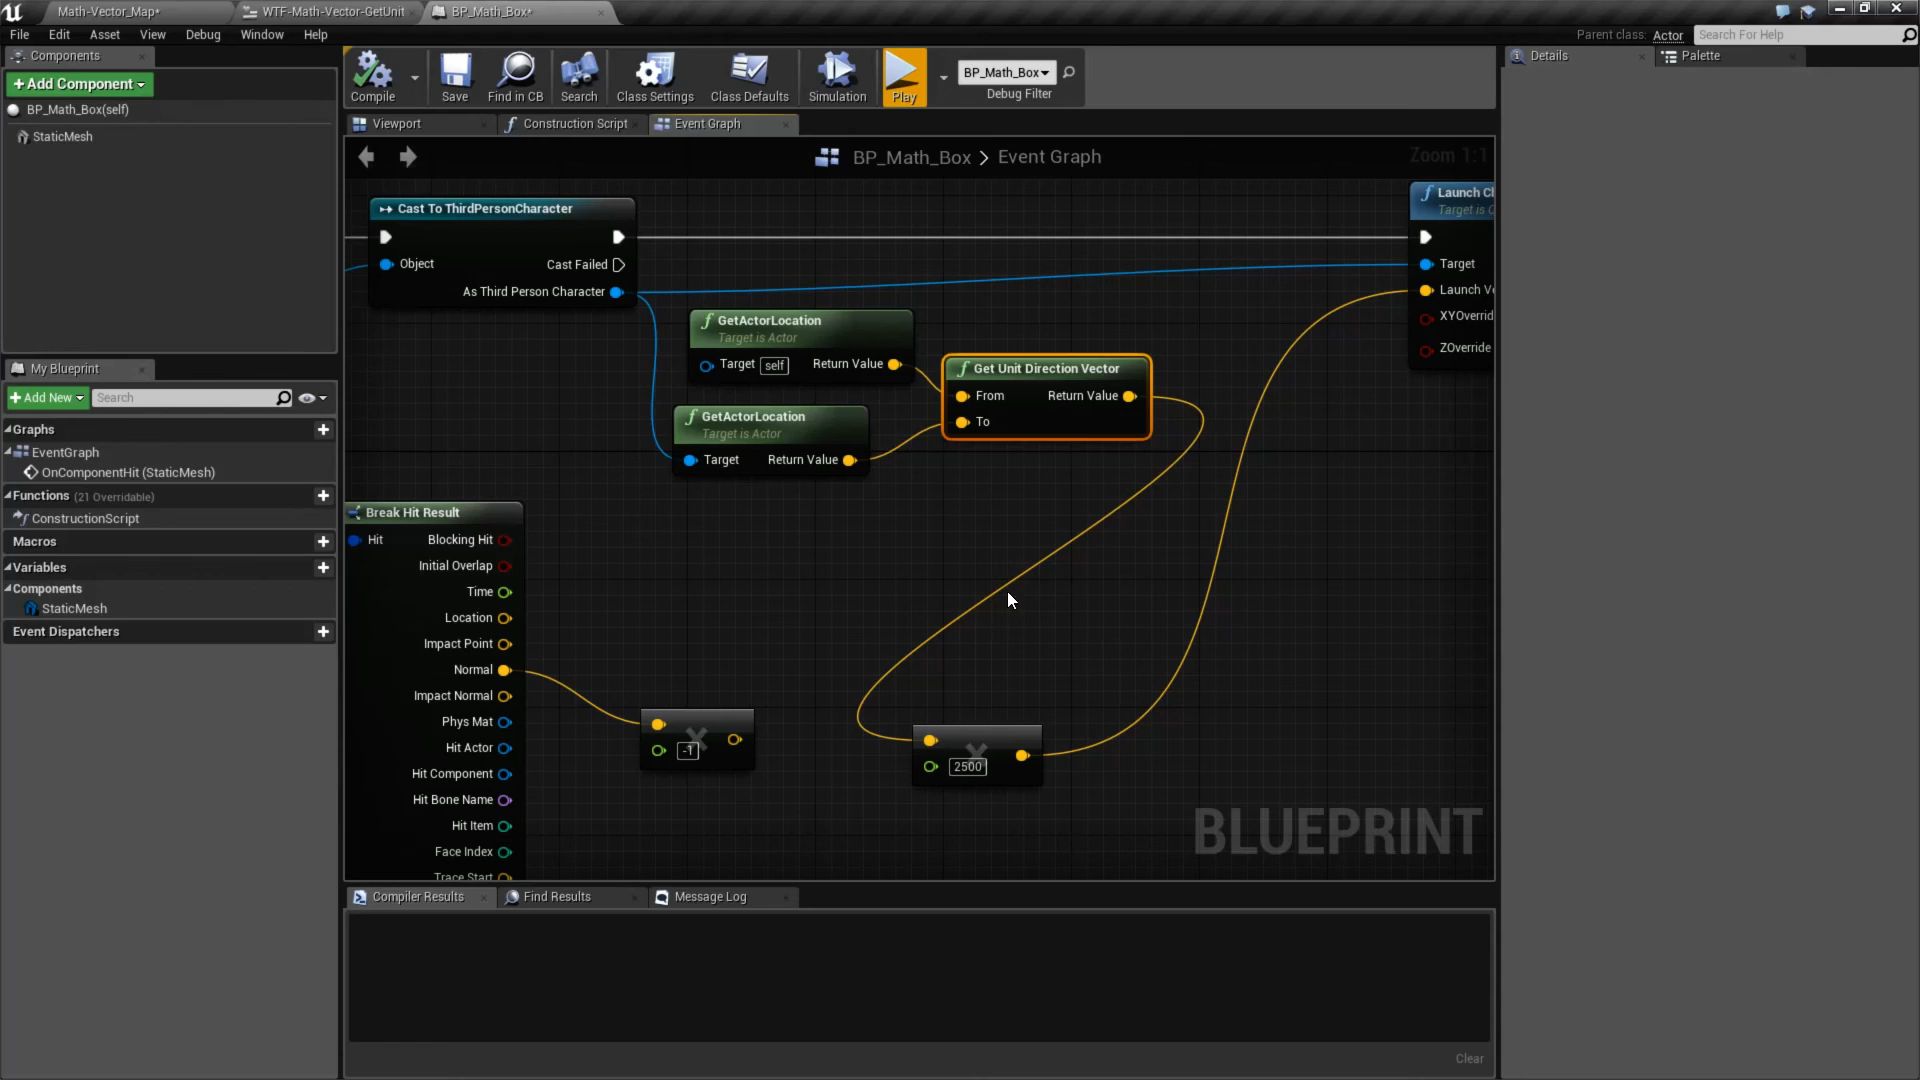 Math-Vector_Map*
WTF-Math-Vector-GetUnit
BP_Math_Box*
File Edit Asset View Debug Window Help
Parent class: Actor
Search For Help
Components
+Add Component
BP_Math_Box(self)
StaticMesh
Compile
Save
Find in CB
Search
Class Settings
Class Defaults
Simulation
Play
BP_Math_Box
Debug Filter
Details
Palette
Viewport
Construction Script
Event Graph
BP_Math_Box > Event Graph
Zoom 1:1
My Blueprint
+Add New
Search
Graphs
EventGraph
OnComponentHit (StaticMesh)
Functions (21 Overridable)
ConstructionScript
Macros
Variables
Components
StaticMesh
Event Dispatchers
Cast To ThirdPersonCharacter
Object
Cast Failed
As Third Person Character
GetActorLocation
Target is Actor
Target self Return Value
GetActorLocation
Target is Actor
Target Return Value
Get Unit Direction Vector
From Return Value
To
Launch Ch
Target is C
Target
Launch Ve
XYOverrid
ZOverride
Break Hit Result
Hit Blocking Hit
Initial Overlap
Time
Location
Impact Point
Normal
Impact Normal
Phys Mat
Hit Actor
Hit Component
Hit Bone Name
Hit Item
Face Index
Trace Start
-1
2500
BLUEPRINT
Compiler Results
Find Results
Message Log
Clear